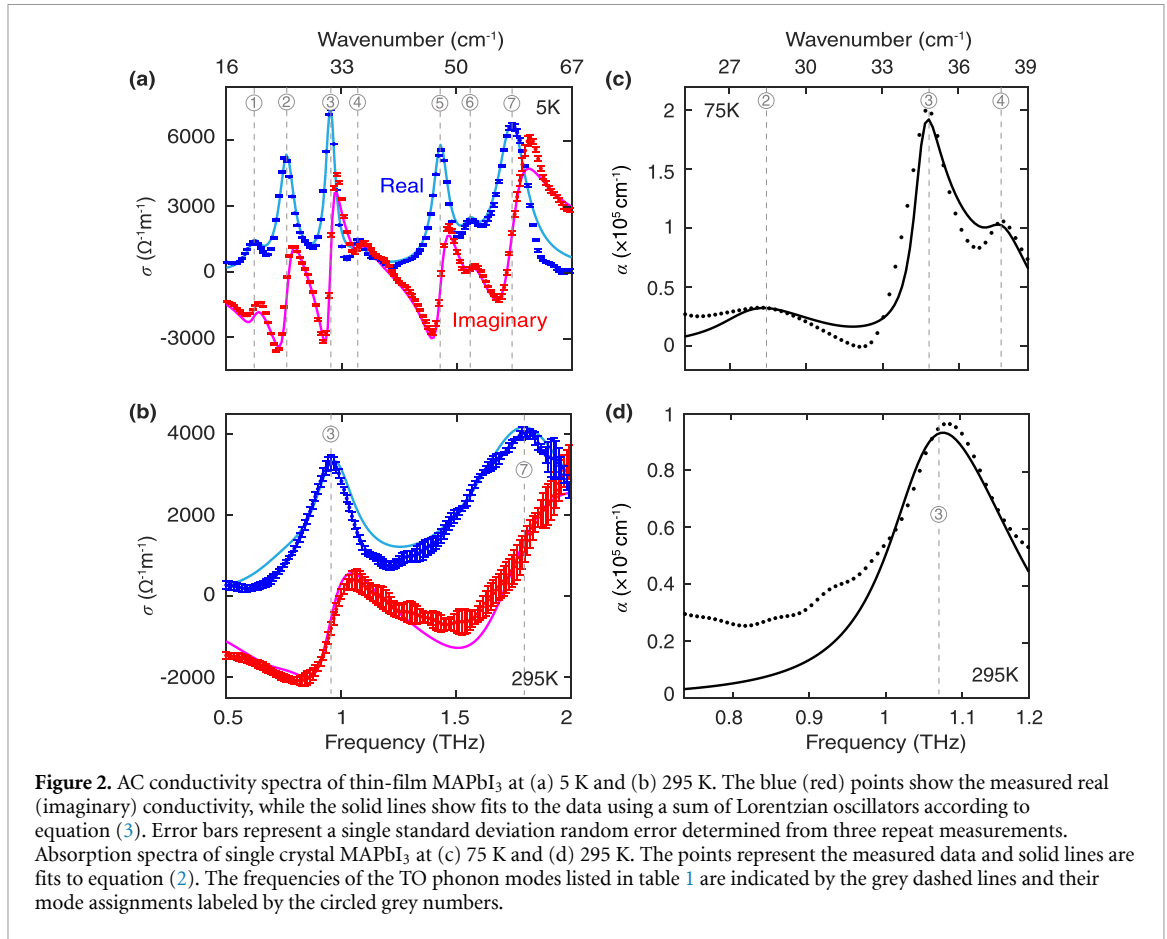 Wavenumber (cm⁻¹)
16 33 50 67
(a)
① ② ③ ④ ⑤ ⑥ ⑦
5K
6000
3000
0
-3000
σ (Ω⁻¹m⁻¹)
Real
Imaginary
Wavenumber (cm⁻¹)
27 30 33 36 39
(c)
75K
② ③ ④
2
1.5
1
0.5
0
α (×10⁵ cm⁻¹)
(b)
③
⑦
4000
2000
0
-2000
σ (Ω⁻¹m⁻¹)
295K
0.5 1 1.5 2
Frequency (THz)
(d)
③
1
0.8
0.6
0.4
0.2
0
α (×10⁵ cm⁻¹)
295K
0.8 0.9 1 1.1 1.2
Frequency (THz)
Figure 2. AC conductivity spectra of thin-film MAPbI₃ at (a) 5 K and (b) 295 K. The blue (red) points show the measured real
(imaginary) conductivity, while the solid lines show fits to the data using a sum of Lorentzian oscillators according to
equation (3). Error bars represent a single standard deviation random error determined from three repeat measurements.
Absorption spectra of single crystal MAPbI₃ at (c) 75 K and (d) 295 K. The points represent the measured data and solid lines are
fits to equation (2). The frequencies of the TO phonon modes listed in table 1 are indicated by the grey dashed lines and their
mode assignments labeled by the circled grey numbers.